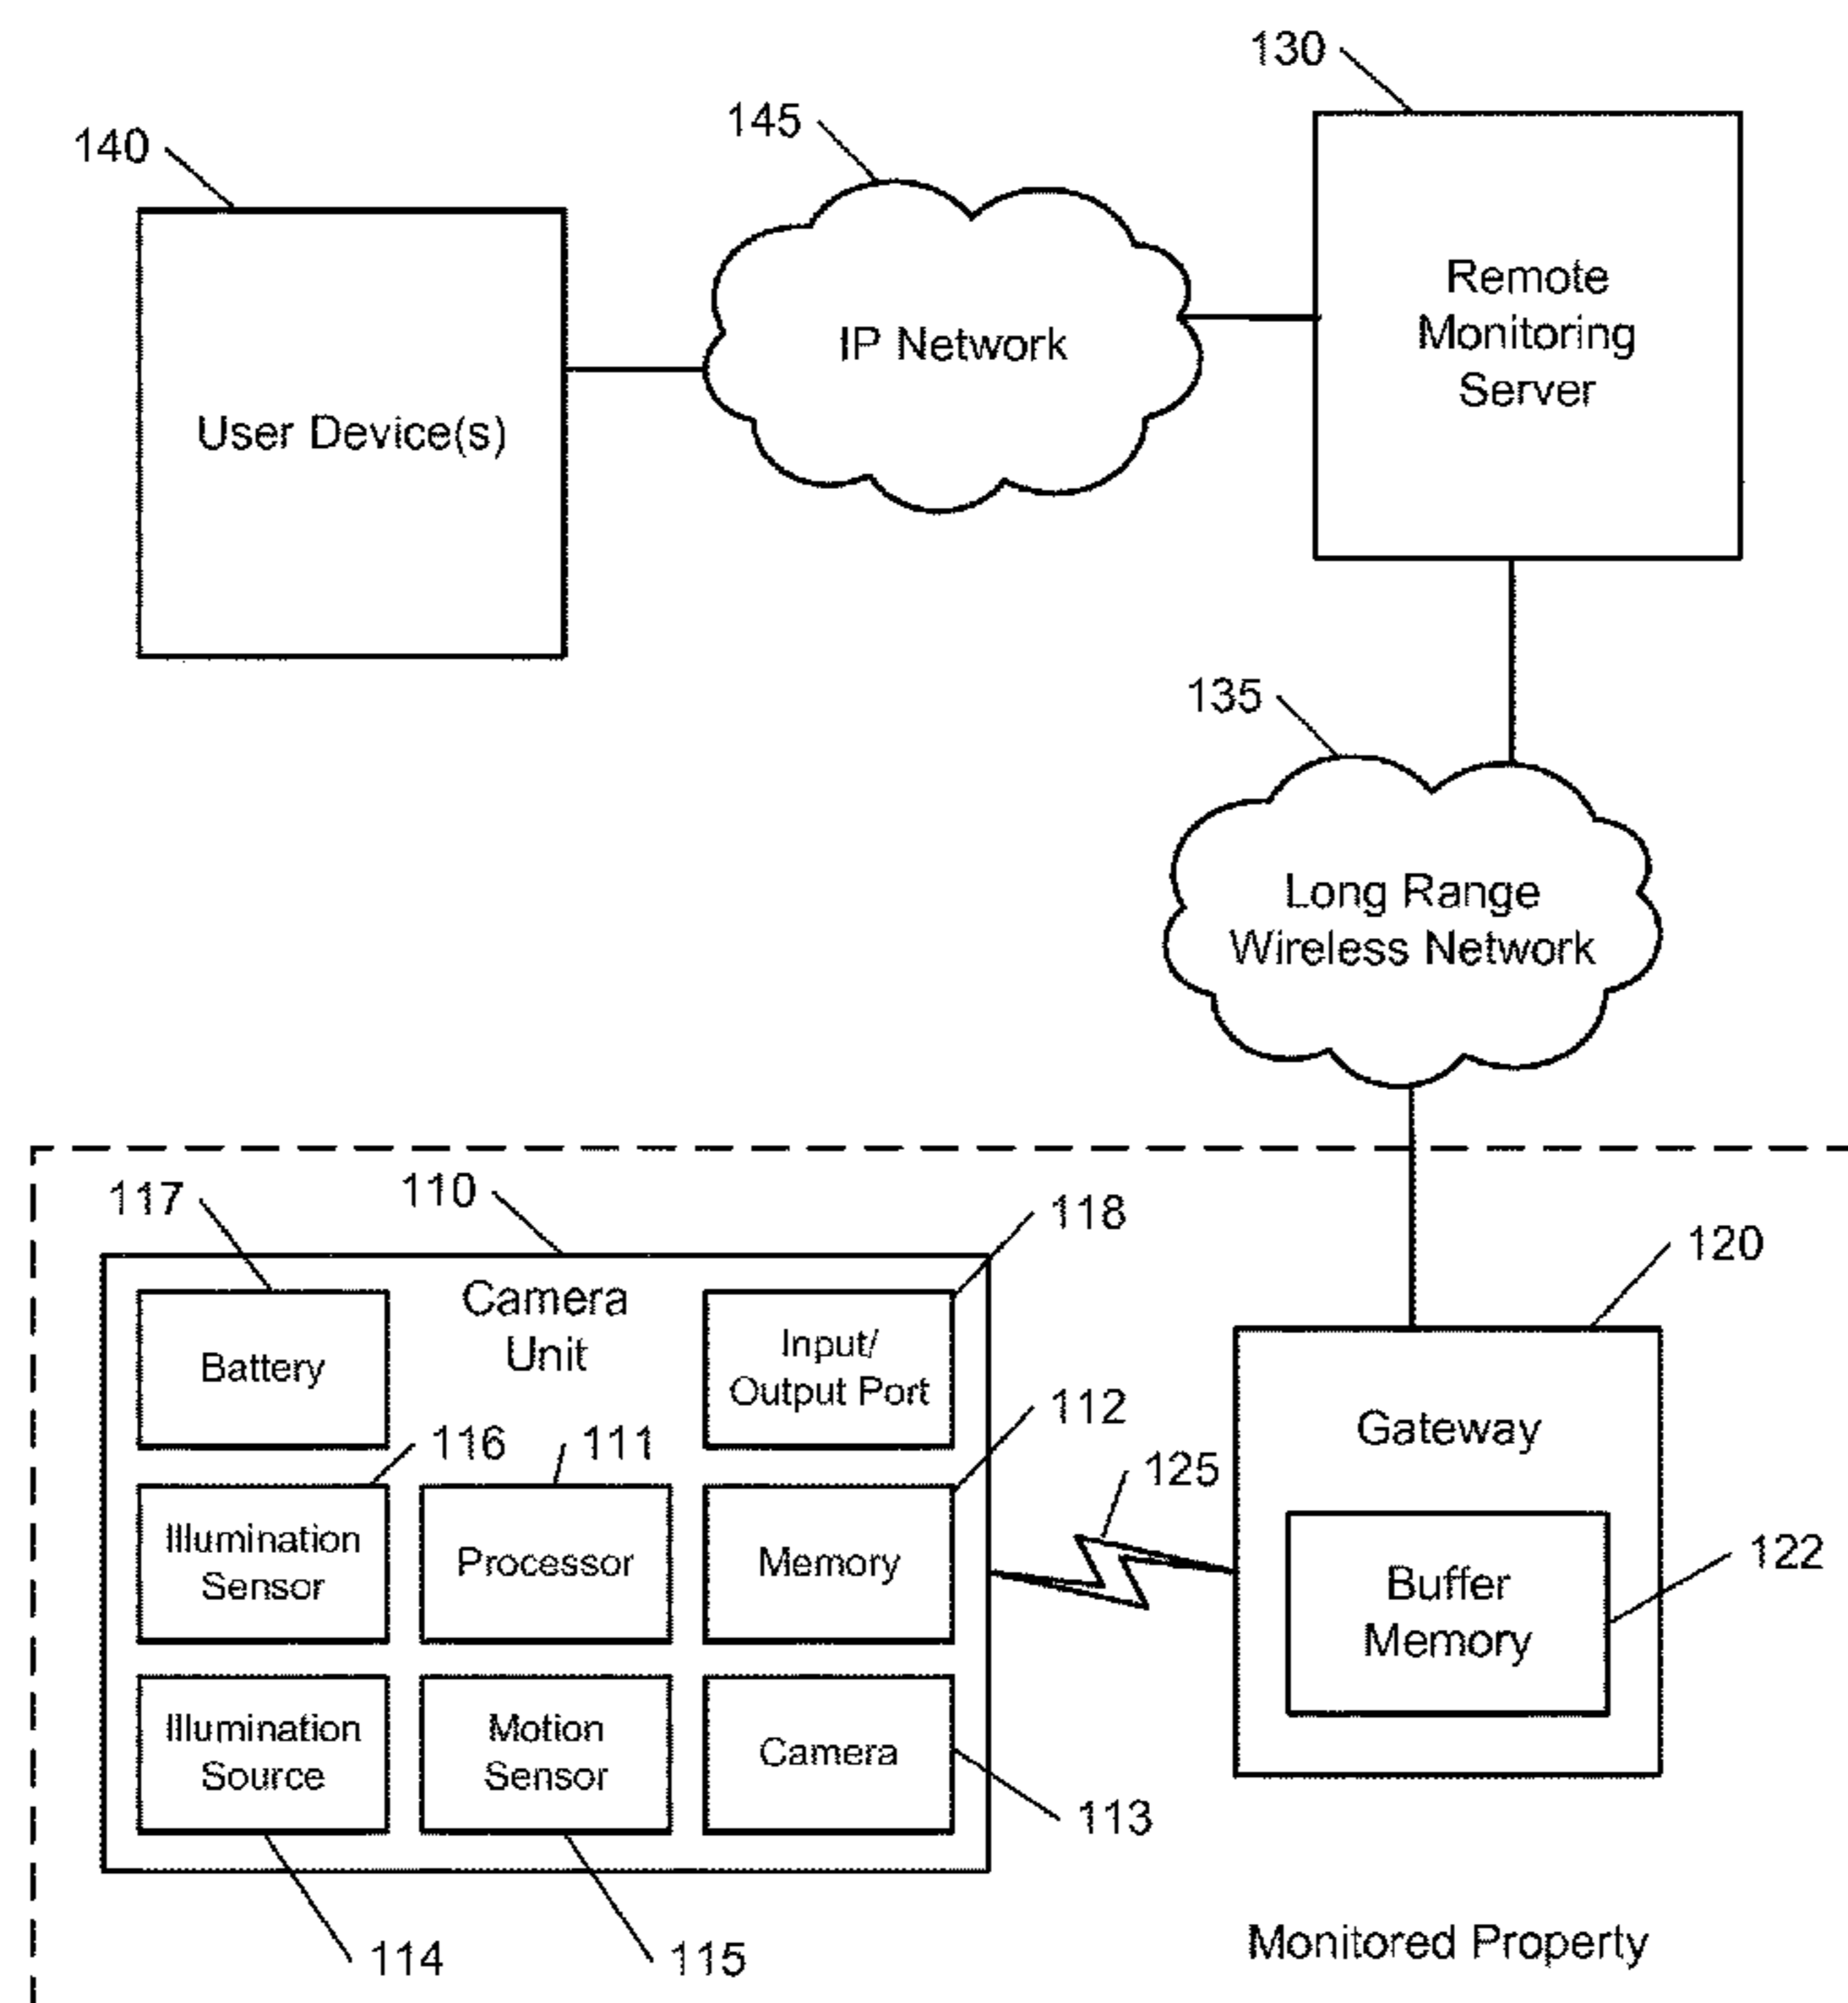 130
145
140
Remote
Monitoring
Server
IP Network
User Device(s)
135
Long Range
Wireless Network
117
110
118
120
Camera
Unit
Battery
Input/
Output Port
116
111
112
Gateway
125
Illumination
Sensor
Processor
Memory
Buffer
Memory
122
Illumination
Source
Motion
Sensor
Camera
113
114
115
Monitored Property